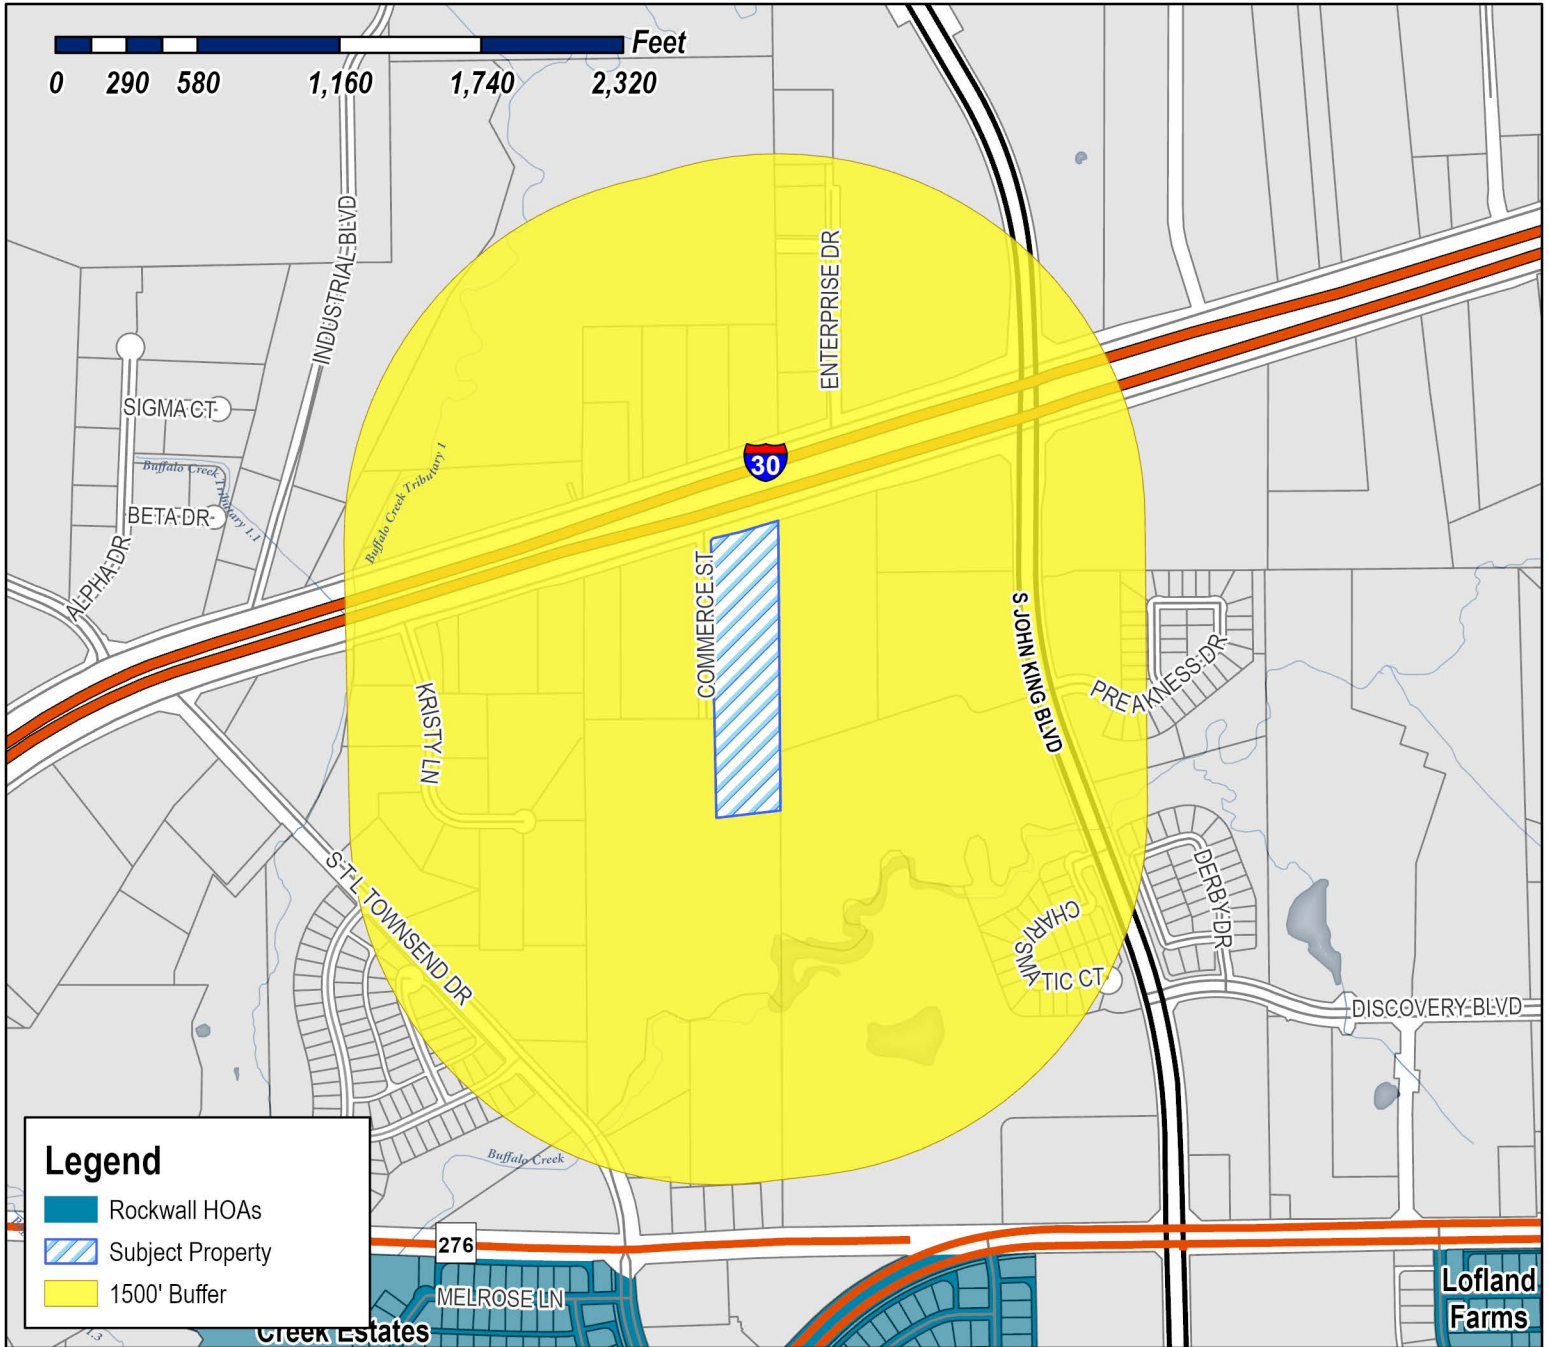 Feet
0 290 580 1,160 1,740 2,320
INDUSTRIAL BLVD
ENTERPRISE DR
SIGMA CT
Buffalo Creek Tributary 1.1
Buffalo Creek Tributary 1
30
BETA DR
ALPHA DR
COMMERCE ST
S JOHN KING BLVD
PREAKNESS DR
KRISTY LN
S T L TOWNSEND DR
DERBY DR
CHARISMATIC CT
DISCOVERY BLVD
Buffalo Creek
Legend
Rockwall HOAs
Subject Property
1500' Buffer
276
MELROSE LN
Creek Estates
Lofland
Farms
1.3